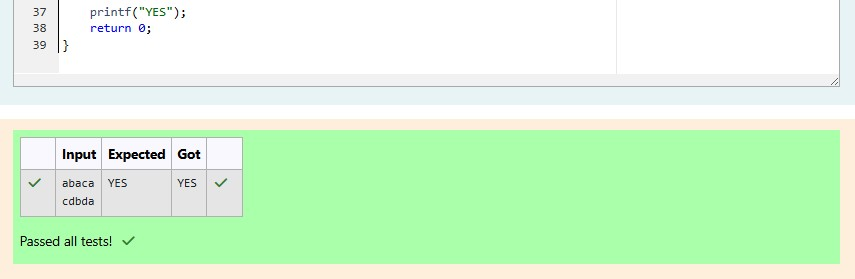 37 printf("YES");
38 return 0;
39 }
Input Expected Got
abaca YES YES
cdbda
Passed all tests!